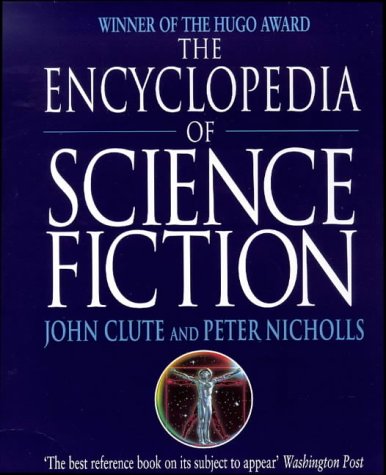 WINNER OF THE HUGO AWARD
THE
ENCYCLOPEDIA
OF
SCIENCE
FICTION
JOHN CLUTE AND PETER NICHOLLS
'The best reference book on its subject to appear' Washington Post